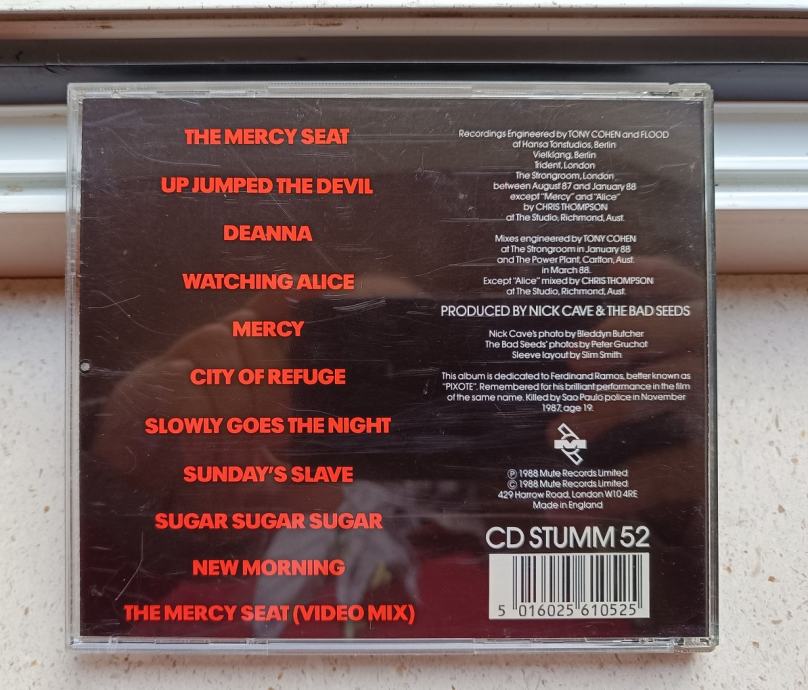 THE MERCY SEAT
UP JUMPED THE DEVIL
DEANNA
WATCHING ALICE
MERCY
CITY OF REFUGE
SLOWLY GOES THE NIGHT
SUNDAY'S SLAVE
SUGAR SUGAR SUGAR
NEW MORNING
THE MERCY SEAT (VIDEO MIX)
Recordings Engineered by TONY COHEN and FLOOD
at Hansa Tonstudios, Berlin
Vielklang, Berlin
Trident, London
The Strongroom, London
between August 87 and January 88
except "Mercy" and "Alice"
by CHRIS THOMPSON
at The Studio, Richmond, Aust.
Mixes engineered by TONY COHEN
at The Strongroom in January 88
and The Power Plant, Carlton, Aust.
in March 88.
Except "Alice" mixed by CHRIS THOMPSON
at The Studio, Richmond, Aust.
PRODUCED BY NICK CAVE & THE BAD SEEDS
Nick Cave's photo by Bleddyn Butcher
The Bad Seeds' photos by Peter Gruchot
Sleeve layout by Slim Smith
This album is dedicated to Ferdinand Ramos, better known as
"PIXOTE". Remembered for his brilliant performance in the film
of the same name. Killed by Sao Paulo police in November
1987, age 19.
℗ 1988 Mute Records Limited
© 1988 Mute Records Limited
429 Harrow Road, London W10 4RE
Made in England
CD STUMM 52
5 016025 610525